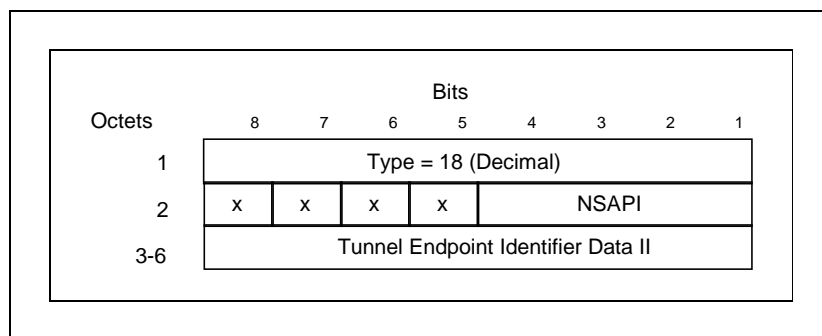 Bits
Octets 8 7 6 5 4 3 2 1
1 Type = 18 (Decimal)
2 x x x x NSAPI
3-6 Tunnel Endpoint Identifier Data II